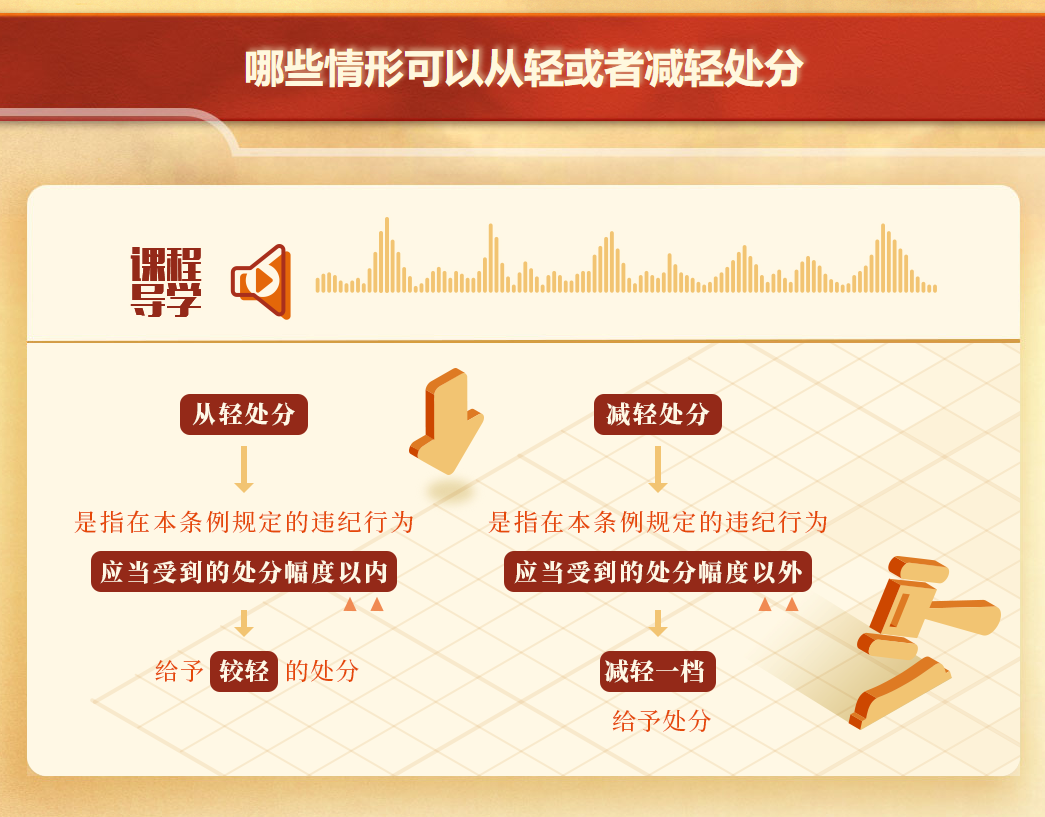 哪些情形可以从轻或者减轻处分
课程
导学
从轻处分
是指在本条例规定的违纪行为
应当受到的处分幅度以内
给予 较轻 的处分
减轻处分
是指在本条例规定的违纪行为
应当受到的处分幅度以外
减轻一档
给予处分